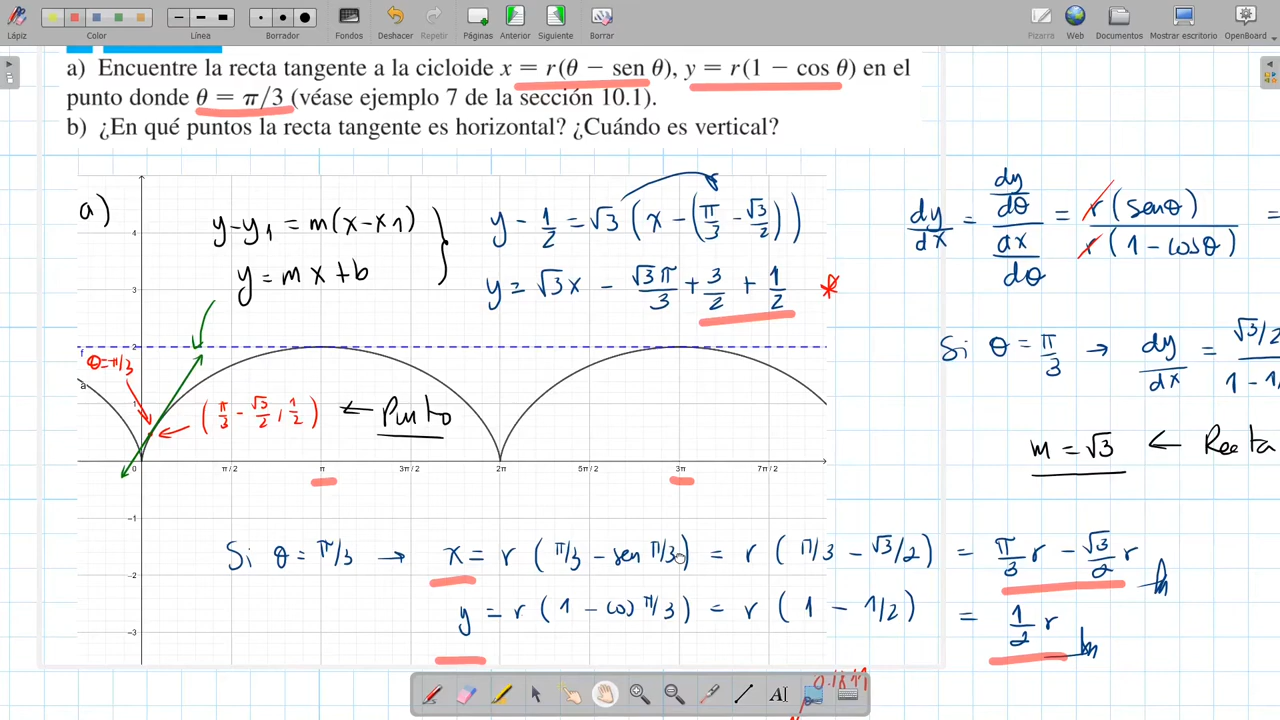 Lápiz Color Línea Borrador Fondos Deshacer Repetir Páginas Anterior Siguiente Borrar Pizarra Web Documentos Mostrar escritorio OpenBoard
a) Encuentre la recta tangente a la cicloide x = r(θ − sen θ), y = r(1 − cos θ) en el
punto donde θ = π/3 (véase ejemplo 7 de la sección 10.1).
b) ¿En qué puntos la recta tangente es horizontal? ¿Cuándo es vertical?
a)
y-y₁ = m(x-x1)
y = mx+b
y - 1/2 = √3 (x - (π/3 - √3/2))
y = √3x - √3π/3 + 3/2 + 1/2 *
dy/dx = dy/dθ / dx/dθ = r(senθ) / r(1-cosθ) =
Si θ = π/3 → dy/dx = √3/2 / 1-1/
m = √3 ← Recta
4
3
f
2
θ=π/3
a
1
(π/3 - √3/2, 1/2) ← Punto
0 π/2 π 3π/2 2π 5π/2 3π 7π/2
-1
Si θ = π/3 → x = r (π/3 - sen π/3) = r (π/3 - √3/2) = π/3 r - √3/2 r
-2
y = r (1 - cos π/3) = r (1 - 1/2) = 1/2 r
-3
AI